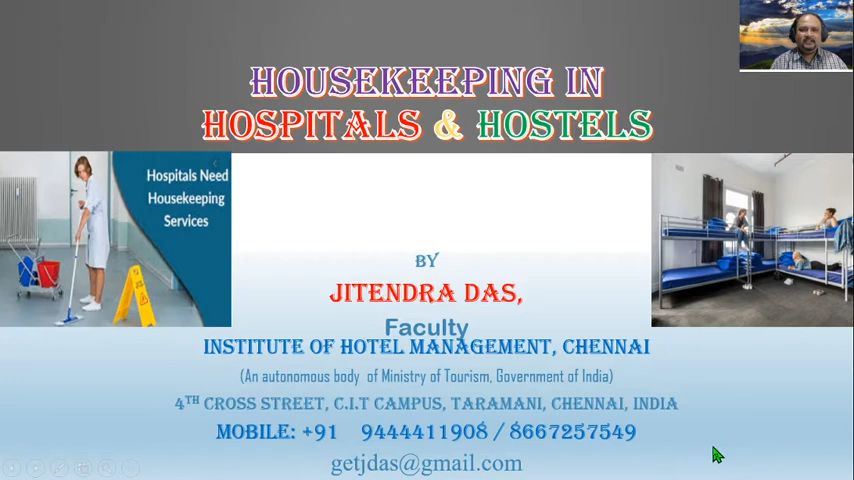 HOUSEKEEPING IN
HOSPITALS & HOSTELS
Hospitals Need
Housekeeping
Services
BY
JITENDRA DAS,
Faculty
INSTITUTE OF HOTEL MANAGEMENT, CHENNAI
(An autonomous body of Ministry of Tourism, Government of India)
4TH CROSS STREET, C.I.T CAMPUS, TARAMANI, CHENNAI, INDIA
MOBILE: +91 9444411908 / 8667257549
getjdas@gmail.com